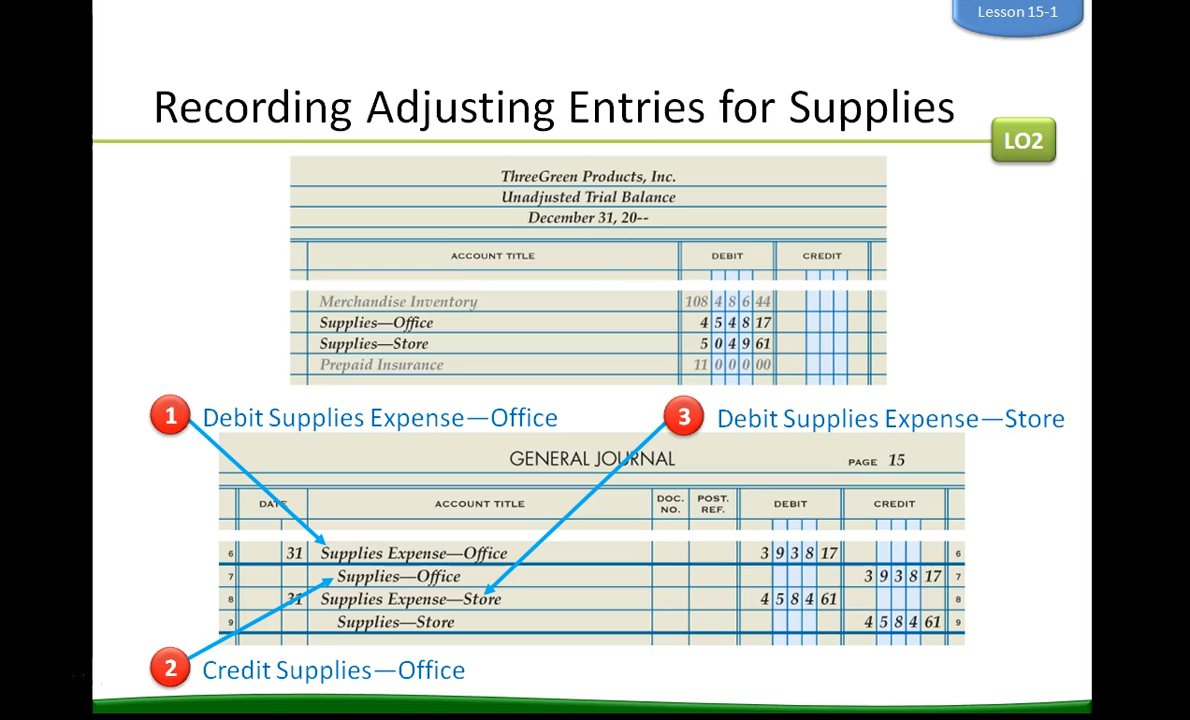 Lesson 15-1
Recording Adjusting Entries for Supplies
LO2
ThreeGreen Products, Inc.
Unadjusted Trial Balance
December 31, 20--
ACCOUNT TITLE DEBIT CREDIT
Merchandise Inventory 108 4 8 6 44
Supplies—Office 4 5 4 8 17
Supplies—Store 5 0 4 9 61
Prepaid Insurance 11 0 0 0 00
1 Debit Supplies Expense—Office 3 Debit Supplies Expense—Store
GENERAL JOURNAL PAGE 15
DATE ACCOUNT TITLE DOC. NO. POST. REF. DEBIT CREDIT
6 31 Supplies Expense—Office 3 9 3 8 17 6
7 Supplies—Office 3 9 3 8 17 7
8 31 Supplies Expense—Store 4 5 8 4 61 8
9 Supplies—Store 4 5 8 4 61 9
2 Credit Supplies—Office